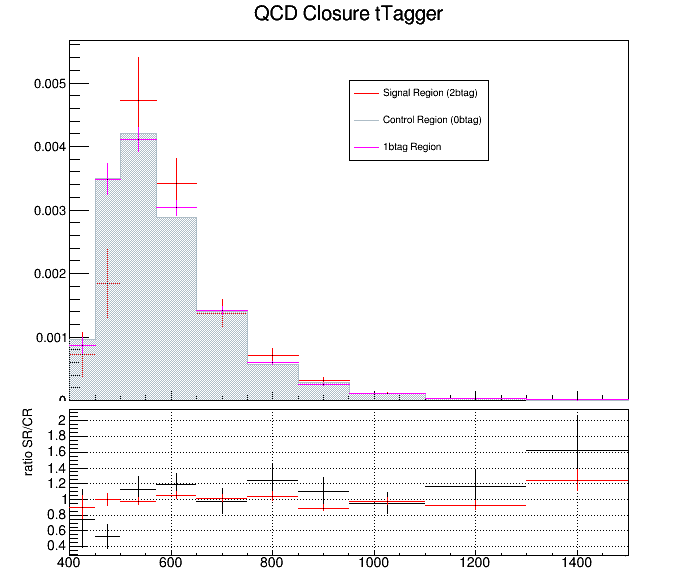 QCD Closure tTagger
0.005
0.004
0.003
0.002
0.001
0
Signal Region (2btag)
Control Region (0btag)
1btag Region
ratio SR/CR
2
1.8
1.6
1.4
1.2
1
0.8
0.6
0.4
400 600 800 1000 1200 1400